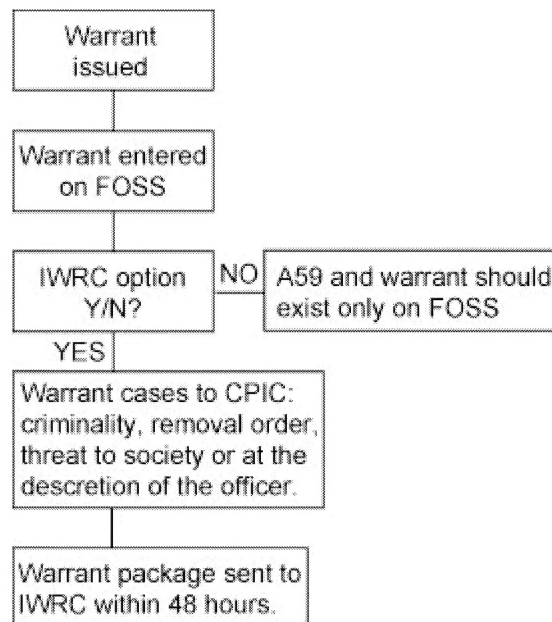 Warrant
issued
Warrant entered
on FOSS
IWRC option
Y/N?
NO
A59 and warrant should
exist only on FOSS
YES
Warrant cases to CPIC:
criminality, removal order,
threat to society or at the
descretion of the officer.
Warrant package sent to
IWRC within 48 hours.